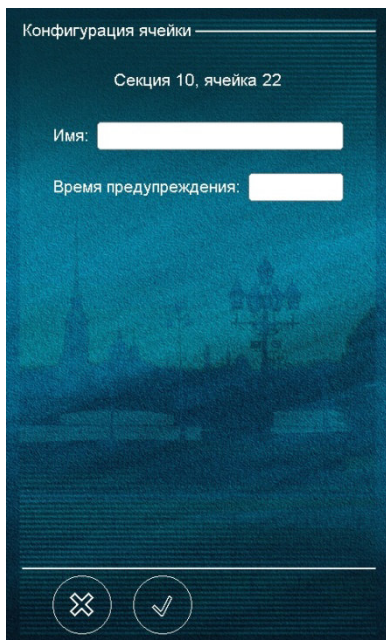 Конфигурация ячейки
Секция 10, ячейка 22
Имя:
Время предупреждения: